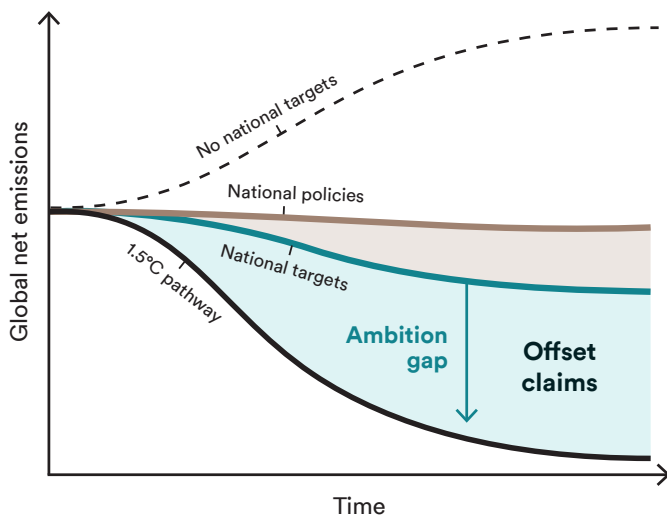 No national targets
National policies
National targets
1.5°C pathway
Ambition
gap
Offset
claims
Global net emissions
Time